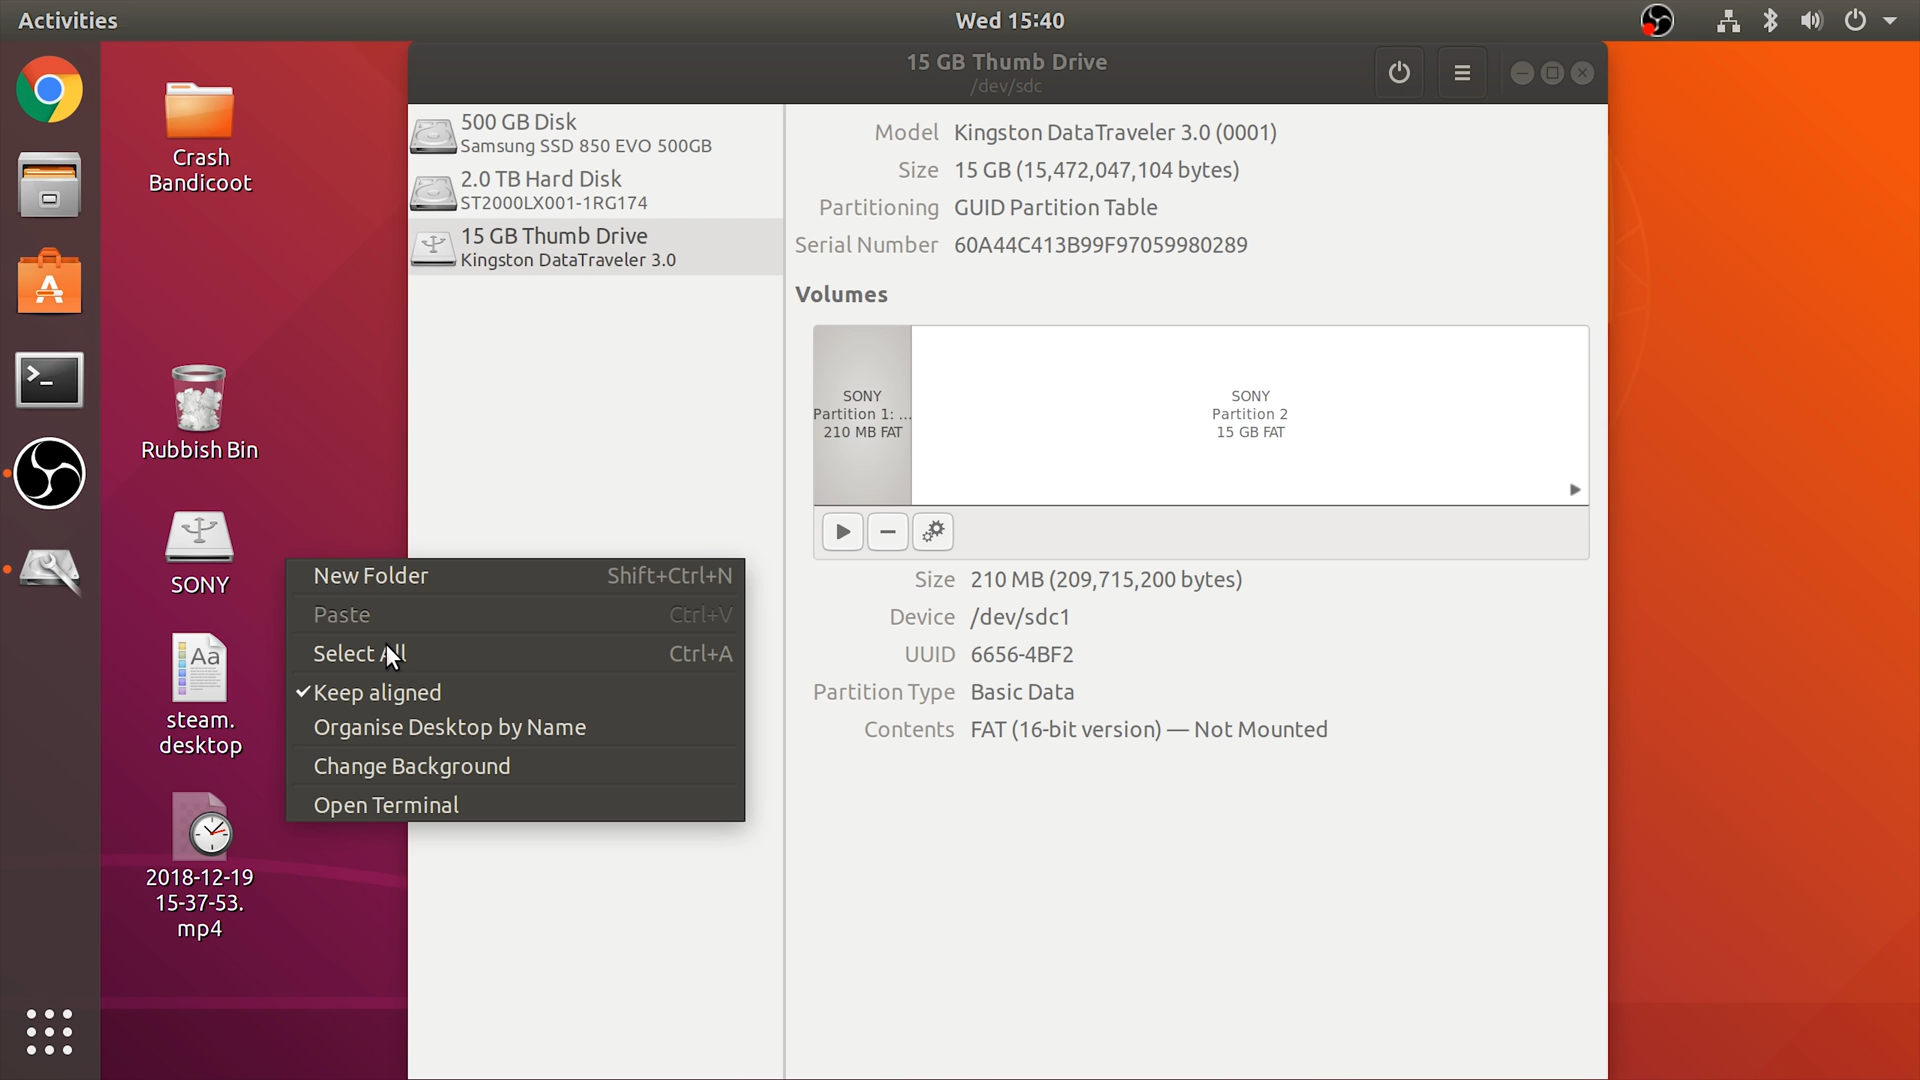 Activities
Wed 15:40
Crash
Bandicoot
Rubbish Bin
SONY
steam.
desktop
2018-12-19
15-37-53.
mp4
15 GB Thumb Drive
/dev/sdc
500 GB Disk
Samsung SSD 850 EVO 500GB
2.0 TB Hard Disk
ST2000LX001-1RG174
15 GB Thumb Drive
Kingston DataTraveler 3.0
Model Kingston DataTraveler 3.0 (0001)
Size 15 GB (15,472,047,104 bytes)
Partitioning GUID Partition Table
Serial Number 60A44C413B99F97059980289
Volumes
SONY
Partition 1: ...
210 MB FAT
SONY
Partition 2
15 GB FAT
Size 210 MB (209,715,200 bytes)
Device /dev/sdc1
UUID 6656-4BF2
Partition Type Basic Data
Contents FAT (16-bit version) — Not Mounted
New Folder Shift+Ctrl+N
Paste Ctrl+V
Select All Ctrl+A
Keep aligned
Organise Desktop by Name
Change Background
Open Terminal